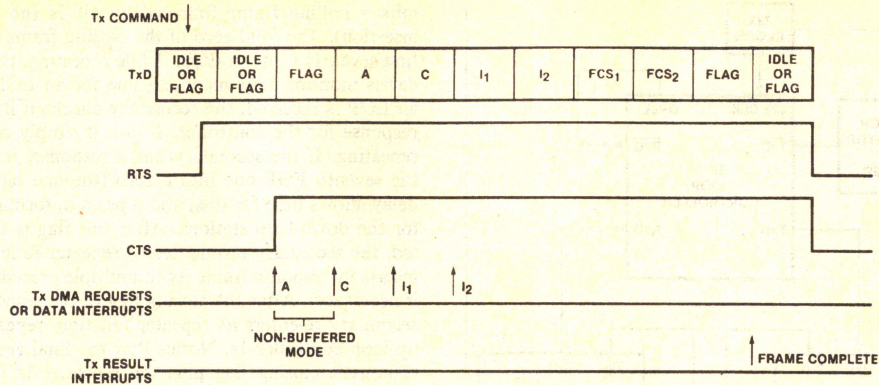 Tx COMMAND
TxD
IDLE OR FLAG
IDLE OR FLAG
FLAG
A
C
I1
I2
FCS1
FCS2
FLAG
IDLE OR FLAG
RTS
CTS
A
C
I1
I2
Tx DMA REQUESTS
OR DATA INTERRUPTS
NON-BUFFERED
MODE
FRAME COMPLETE
Tx RESULT
INTERRUPTS